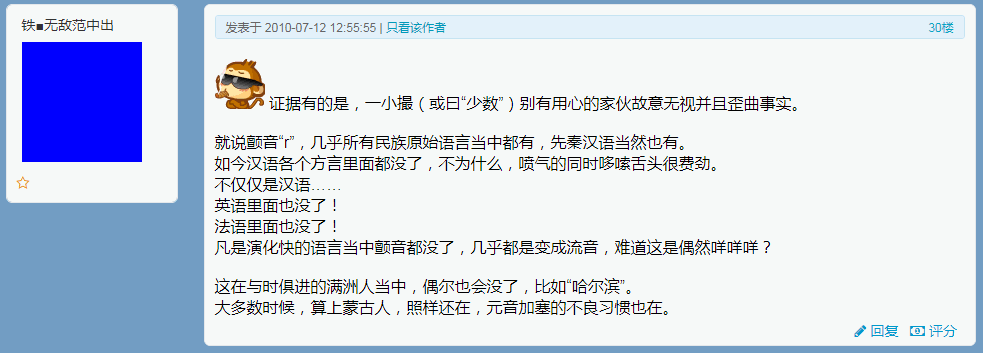 铁■无敌范中出
发表于 2010-07-12 12:55:55 | 只看该作者
30楼
证据有的是，一小撮（或曰“少数”）别有用心的家伙故意无视并且歪曲事实。
就说颤音“r”，几乎所有民族原始语言当中都有，先秦汉语当然也有。
如今汉语各个方言里面都没了，不为什么，喷气的同时哆嗦舌头很费劲。
不仅仅是汉语……
英语里面也没了！
法语里面也没了！
凡是演化快的语言当中颤音都没了，几乎都是变成流音，难道这是偶然咩咩咩？
这在与时俱进的满洲人当中，偶尔也会没了，比如“哈尔滨”。
大多数时候，算上蒙古人，照样还在，元音加塞的不良习惯也在。
回复 评分